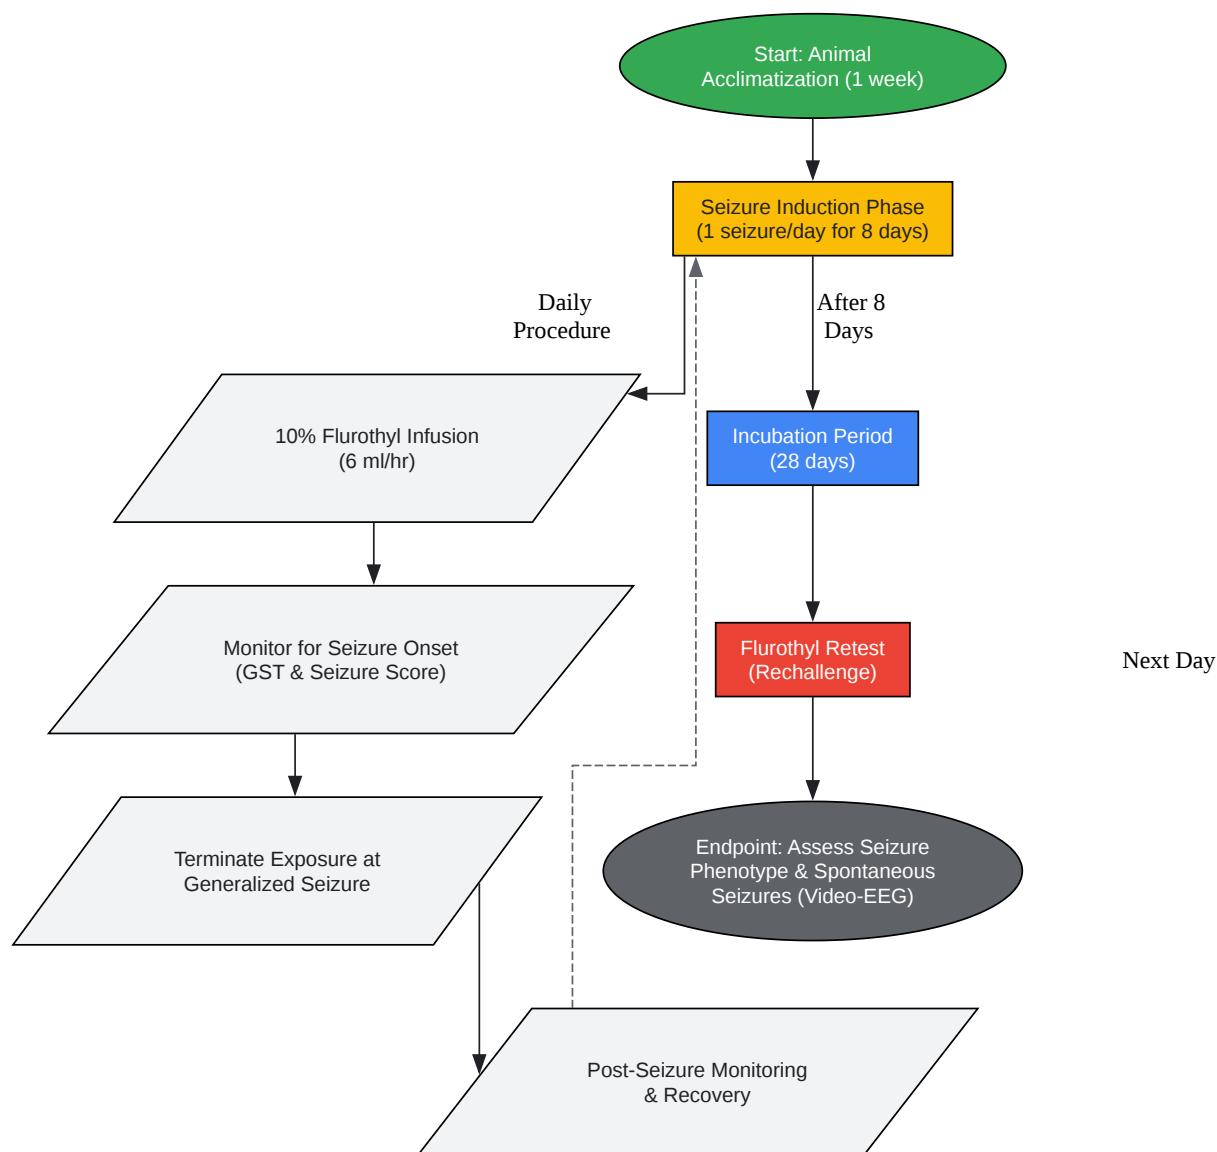 Start: Animal
Acclimatization (1 week)
Seizure Induction Phase
(1 seizure/day for 8 days)
Daily
Procedure
After 8
Days
10% Flurothyl Infusion
(6 ml/hr)
Incubation Period
(28 days)
Monitor for Seizure Onset
(GST & Seizure Score)
Flurothyl Retest
(Rechallenge)
Next Day
Terminate Exposure at
Generalized Seizure
Endpoint: Assess Seizure
Phenotype & Spontaneous
Seizures (Video-EEG)
Post-Seizure Monitoring
& Recovery